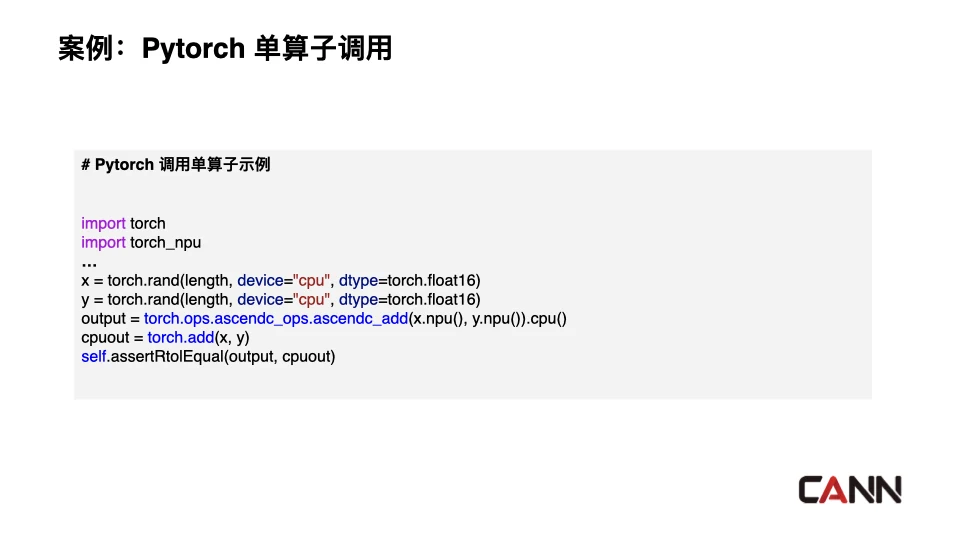 案例：Pytorch 单算子调用
# Pytorch 调用单算子示例
import torch
import torch_npu
...
x = torch.rand(length, device="cpu", dtype=torch.float16)
y = torch.rand(length, device="cpu", dtype=torch.float16)
output = torch.ops.ascendc_ops.ascendc_add(x.npu(), y.npu()).cpu()
cpuout = torch.add(x, y)
self.assertRtolEqual(output, cpuout)
CANN